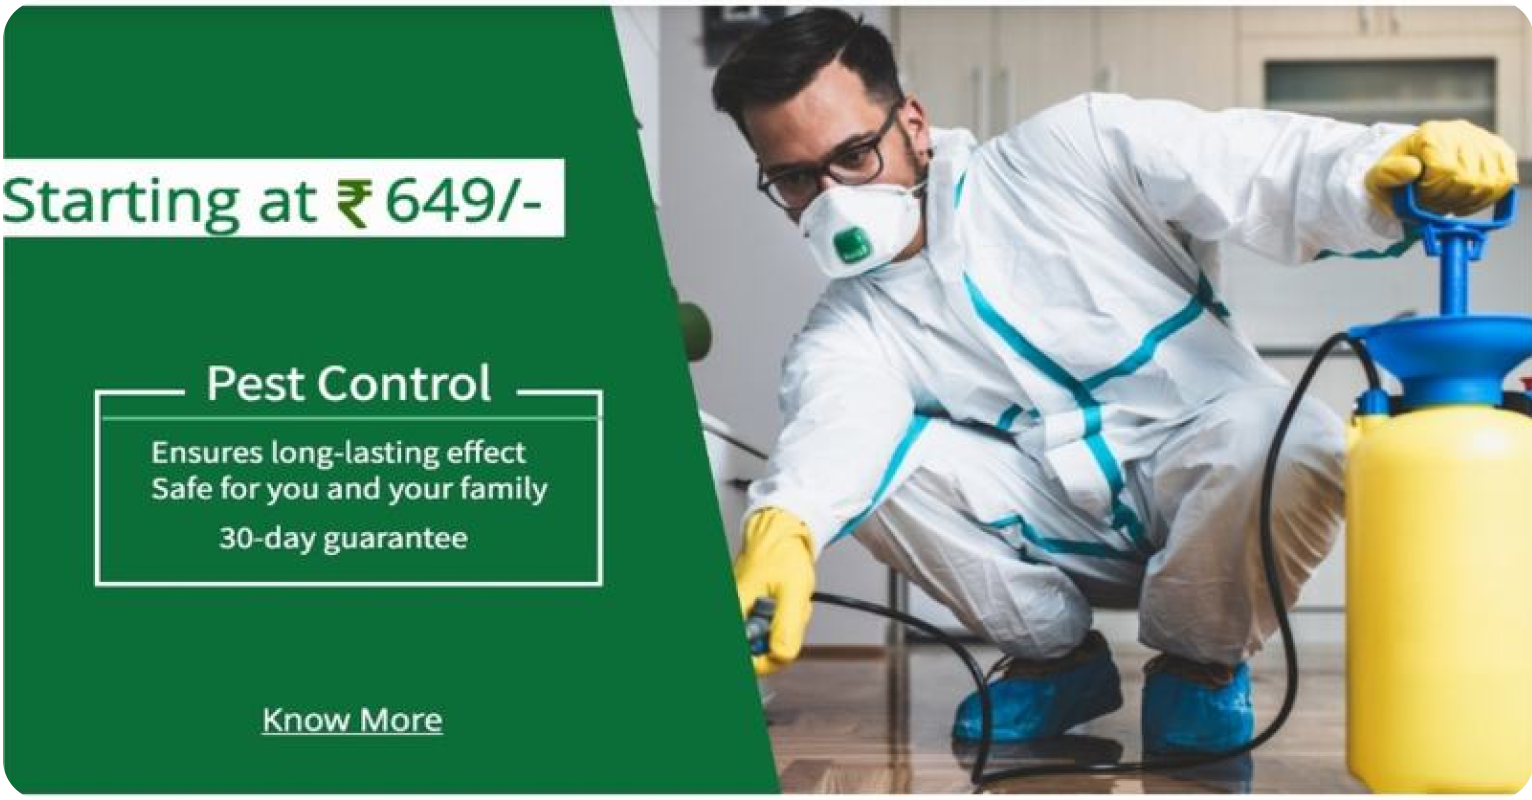 Starting at ₹ 649/-
Pest Control
Ensures long-lasting effect
Safe for you and your family
30-day guarantee
Know More